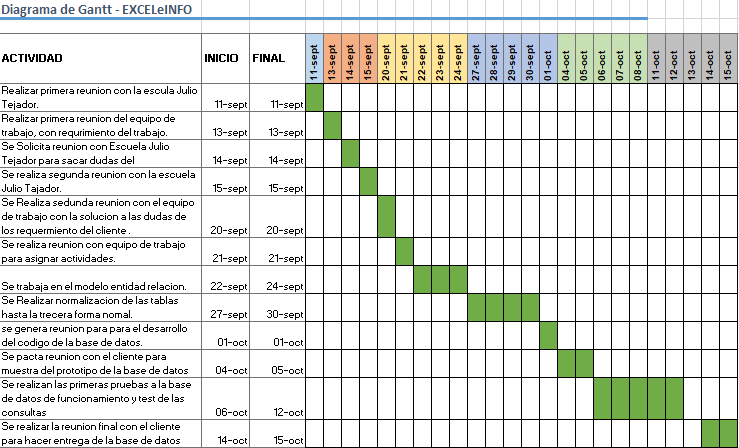 Diagrama de Gantt - EXCELeINFO
ACTIVIDAD INICIO FINAL 11-sept 13-sept 14-sept 15-sept 20-sept 21-sept 22-sept 23-sept 24-sept 27-sept 28-sept 29-sept 30-sept 01-oct 04-oct 05-oct 06-oct 07-oct 08-oct 11-oct 12-oct 13-oct 14-oct 15-oct
Realizar primera reunion con la escula Julio
Tejador. 11-sept 11-sept
Realizar primera reunion del equipo de
trabajo, con requrimiento del trabajo. 13-sept 13-sept
Se Solicita reunion con Escuela Julio
Tejador para sacar dudas del 14-sept 14-sept
Se realiza segunda reunion con la escuela
Julio Tajador. 15-sept 15-sept
Se Realiza sedunda reunion con el equipo
de trabajo con la solucion a las dudas de
los requermiento del cliente . 20-sept 20-sept
Se realiza reunion con equipo de trabajo
para asignar actividades. 21-sept 21-sept
Se trabaja en el modelo entidad relacion. 22-sept 24-sept
Se Realizar normalizacion de las tablas
hasta la trecera forma nomal. 27-sept 30-sept
se genera reunion para para el desarrollo
del codigo de la base de datos. 01-oct 01-oct
Se pacta reunion con el cliente para
muestra del prototipo de la base de datos 04-oct 05-oct
Se realizan las primeras pruebas a la base
de datos de funcionamiento y test de las
consultas 06-oct 12-oct
Se realizar la reunion final con el cliente
para hacer entrega de la base de datos 14-oct 15-oct